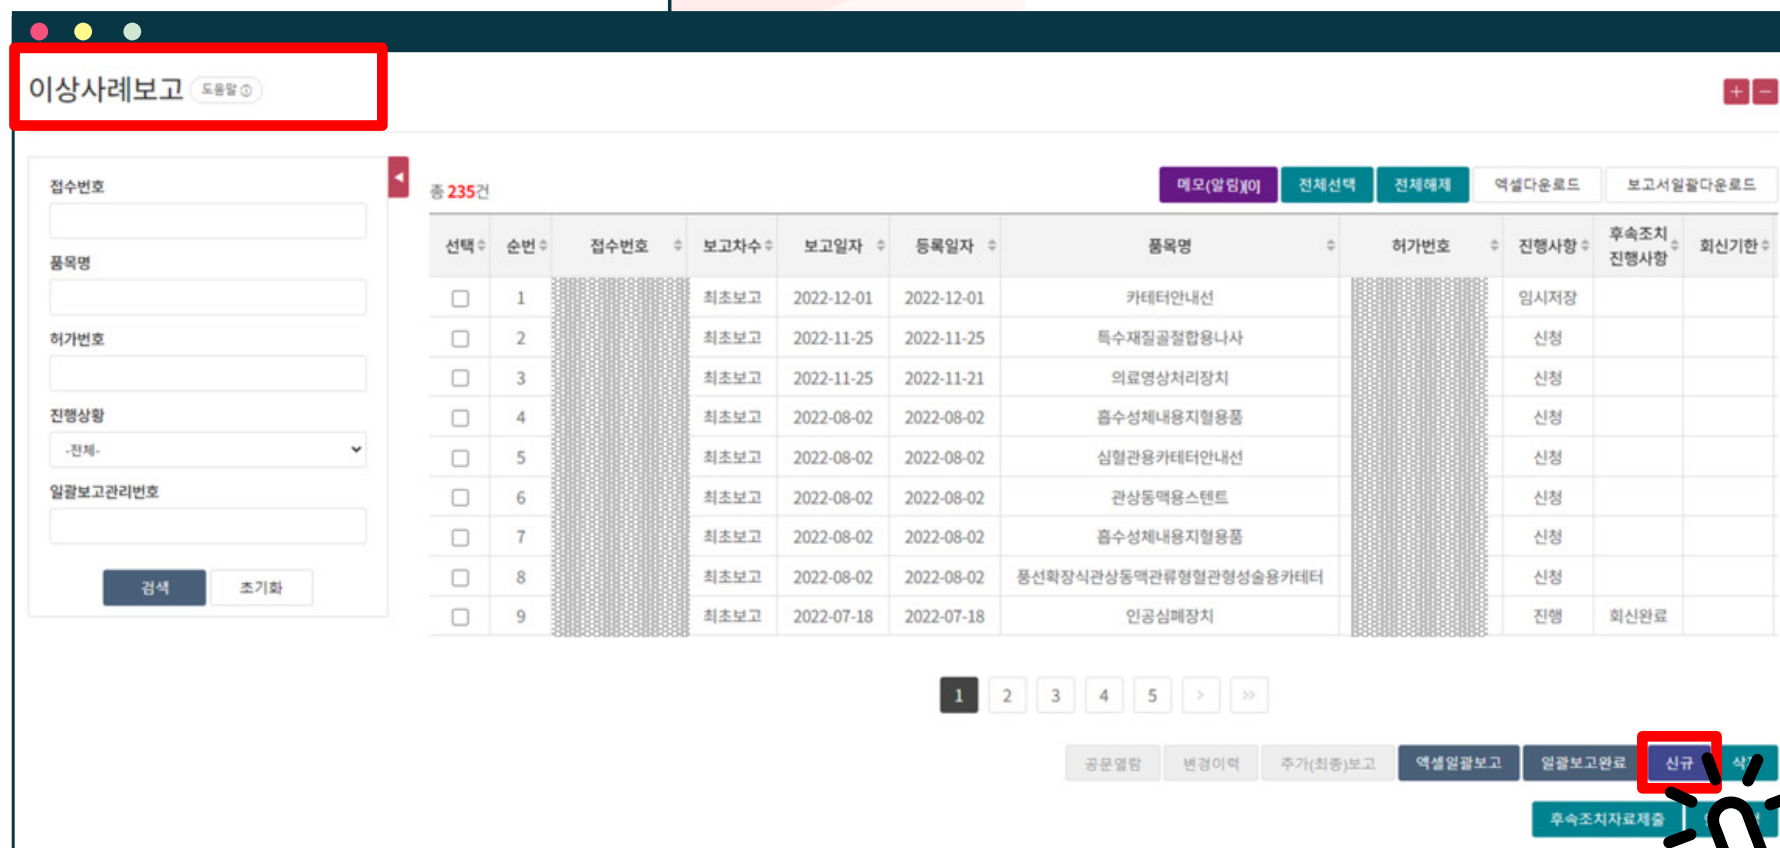 이상사례보고 도움말
접수번호
품목명
허가번호
진행상황
-전체-
일괄보고관리번호
검색 초기화
총 235건
메모(알림)[0] 전체선택 전체해제 엑셀다운로드 보고서일괄다운로드
선택 순번 접수번호 보고차수 보고일자 등록일자 품목명 허가번호 진행사항 후속조치 진행사항 회신기한
1 최초보고 2022-12-01 2022-12-01 카테터안내선 임시저장
2 최초보고 2022-11-25 2022-11-25 특수재질골절합용나사 신청
3 최초보고 2022-11-25 2022-11-21 의료영상처리장치 신청
4 최초보고 2022-08-02 2022-08-02 흡수성체내용지혈용품 신청
5 최초보고 2022-08-02 2022-08-02 심혈관용카테터안내선 신청
6 최초보고 2022-08-02 2022-08-02 관상동맥용스텐트 신청
7 최초보고 2022-08-02 2022-08-02 흡수성체내용지혈용품 신청
8 최초보고 2022-08-02 2022-08-02 풍선확장식관상동맥관류형혈관형성술용카테터 신청
9 최초보고 2022-07-18 2022-07-18 인공심폐장치 진행 회신완료
1 2 3 4 5 > »
공문열람 변경이력 추가(최종)보고 엑셀일괄보고 일괄보고완료 신규
후속조치자료제출